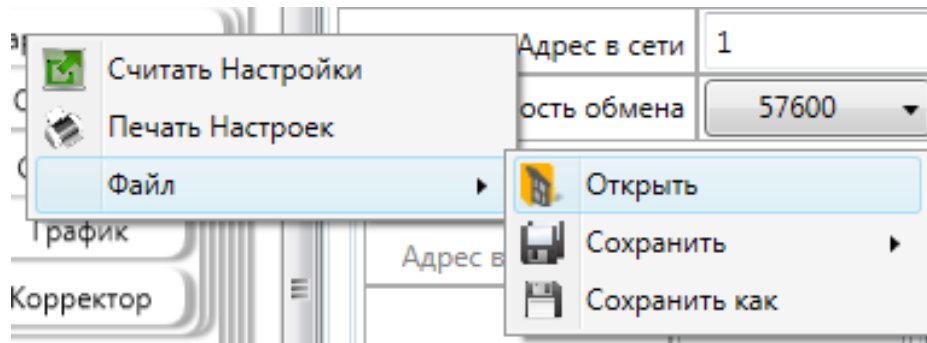 Адрес в сети 1
Считать Настройки
ость обмена 57600
Печать Настроек
Файл
Открыть
График
Сохранить
Адрес в
Корректор
Сохранить как